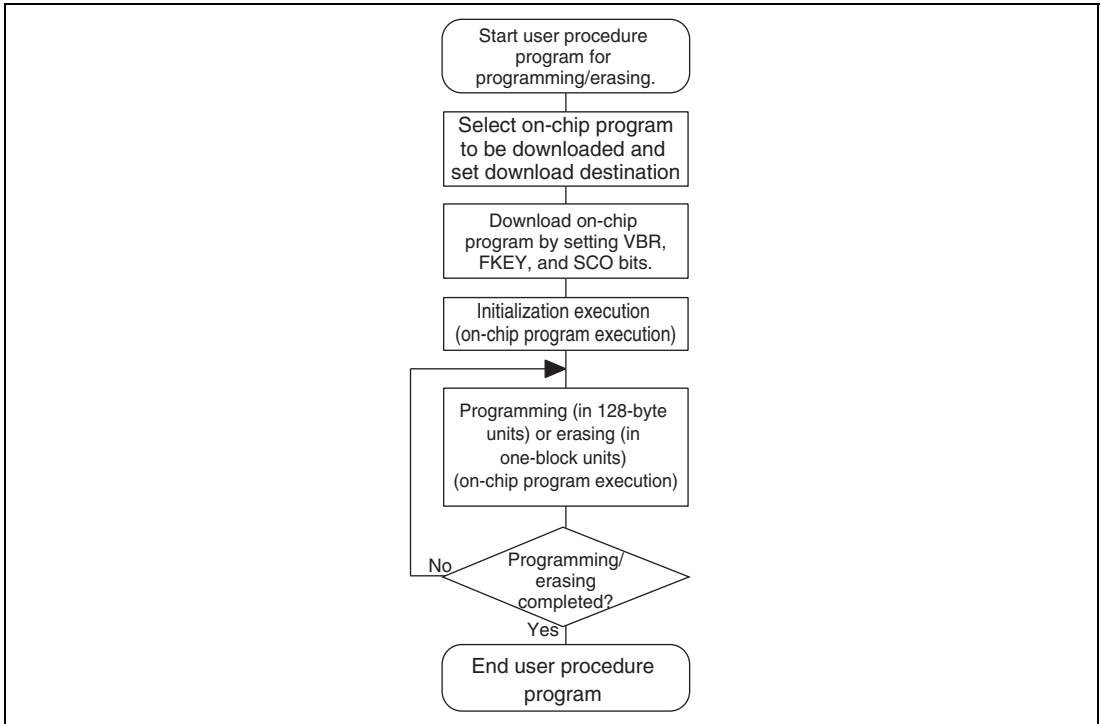 Start user procedure
program for
programming/erasing.
Select on-chip program
to be downloaded and
set download destination
Download on-chip
program by setting VBR,
FKEY, and SCO bits.
Initialization execution
(on-chip program execution)
Programming (in 128-byte
units) or erasing (in
one-block units)
(on-chip program execution)
No
Programming/
erasing
completed?
Yes
End user procedure
program